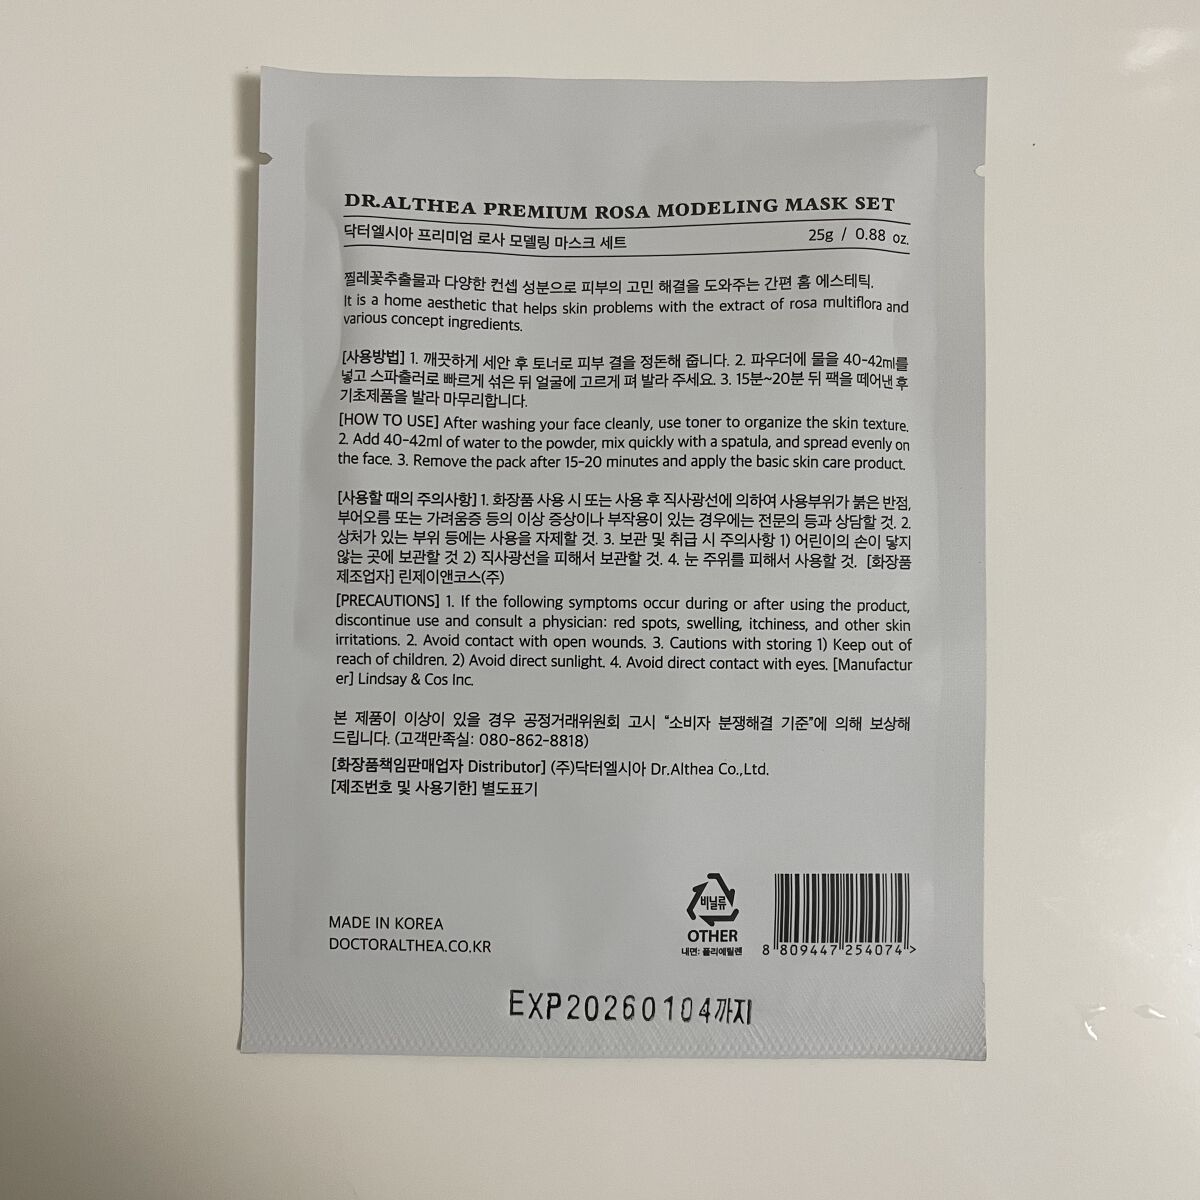 DR.ALTHEA PREMIUM ROSA MODELING MASK SET
닥터엘시아 프리미엄 로사 모델링 마스크 세트 25g / 0.88 oz.
찔레꽃추출물과 다양한 컨셉 성분으로 피부의 고민 해결을 도와주는 간편 홈 에스테틱.
It is a home aesthetic that helps skin problems with the extract of rosa multiflora and
various concept ingredients.
[사용방법] 1. 깨끗하게 세안 후 토너로 피부 결을 정돈해 줍니다. 2. 파우더에 물을 40-42ml를
넣고 스파출러로 빠르게 섞은 뒤 얼굴에 고르게 펴 발라 주세요. 3. 15분~20분 뒤 팩을 떼어낸 후
기초제품을 발라 마무리합니다.
[HOW TO USE] After washing your face cleanly, use toner to organize the skin texture.
2. Add 40-42ml of water to the powder, mix quickly with a spatula, and spread evenly on
the face. 3. Remove the pack after 15-20 minutes and apply the basic skin care product.
[사용할 때의 주의사항] 1. 화장품 사용 시 또는 사용 후 직사광선에 의하여 사용부위가 붉은 반점,
부어오름 또는 가려움증 등의 이상 증상이나 부작용이 있는 경우에는 전문의 등과 상담할 것. 2.
상처가 있는 부위 등에는 사용을 자제할 것. 3. 보관 및 취급 시 주의사항 1) 어린이의 손이 닿지
않는 곳에 보관할 것 2) 직사광선을 피해서 보관할 것. 4. 눈 주위를 피해서 사용할 것. [화장품
제조업자] 린제이앤코스(주)
[PRECAUTIONS] 1. If the following symptoms occur during or after using the product,
discontinue use and consult a physician: red spots, swelling, itchiness, and other skin
irritations. 2. Avoid contact with open wounds. 3. Cautions with storing 1) Keep out of
reach of children. 2) Avoid direct sunlight. 4. Avoid direct contact with eyes. [Manufactur
er] Lindsay & Cos Inc.
본 제품이 이상이 있을 경우 공정거래위원회 고시 “소비자 분쟁해결 기준”에 의해 보상해
드립니다. (고객만족실: 080-862-8818)
[화장품책임판매업자 Distributor] (주)닥터엘시아 Dr.Althea Co.,Ltd.
[제조번호 및 사용기한] 별도표기
MADE IN KOREA
DOCTORALTHEA.CO.KR
비닐류
OTHER
내면: 폴리에틸렌
8 809447 254074 >
EXP20260104까지